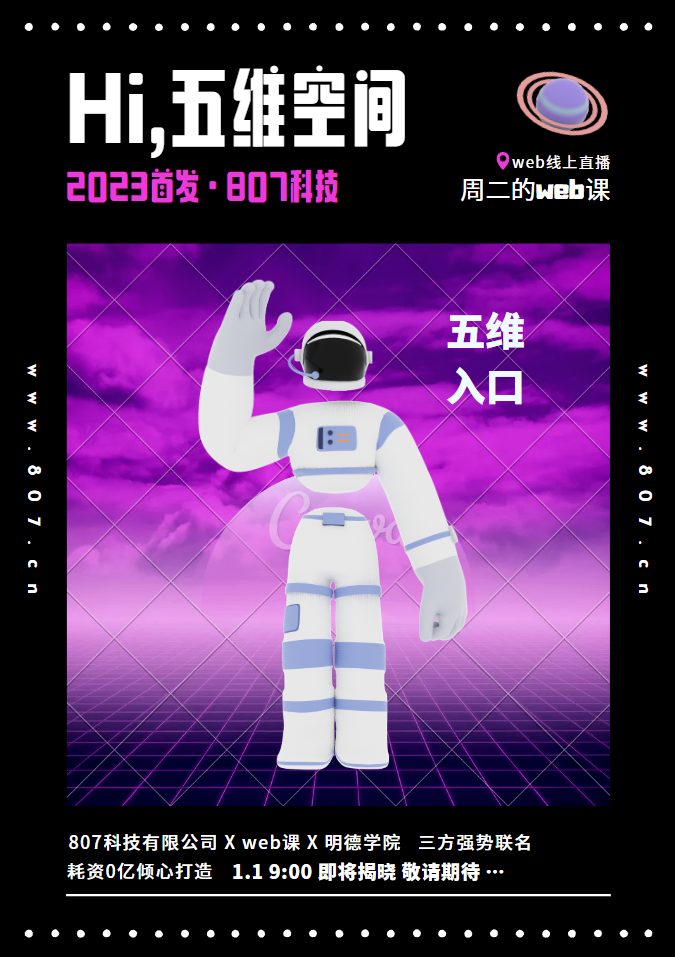 Hi,五维空间
2023首发·807科技
web线上直播
周二的web课
五维
入口
www.807.cn
www.807.cn
Canva
807科技有限公司 X web课 X 明德学院 三方强势联名
耗资0亿倾心打造 1.1 9:00 即将揭晓 敬请期待 ···